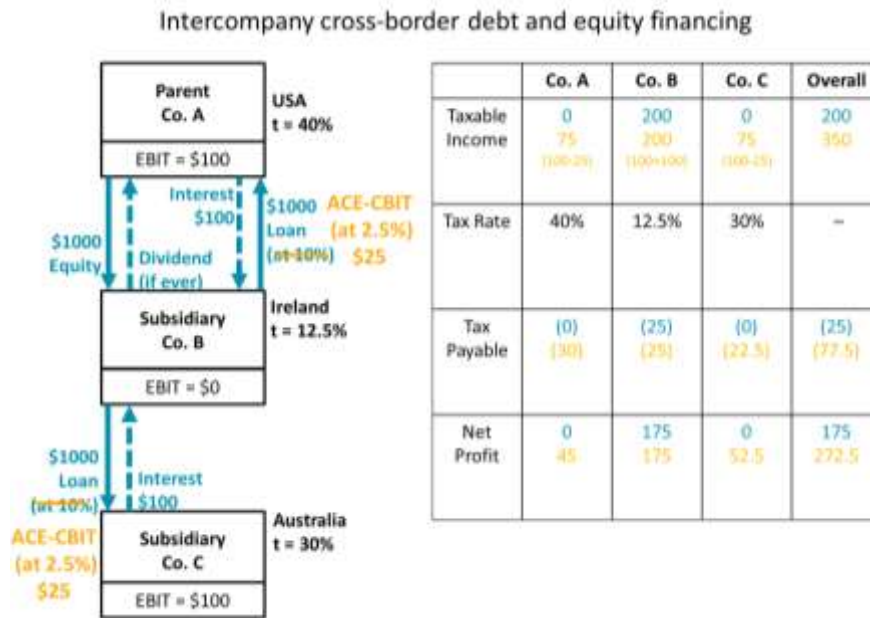 Intercompany cross-border debt and equity financing
Parent
Co. A
USA
t = 40%
EBIT = $100
Interest
$100
$1000
Loan
(at 10%)
ACE-CBIT
(at 2.5%)
$25
$1000
Equity
Dividend
(if ever)
Subsidiary
Co. B
Ireland
t = 12.5%
EBIT = $0
$1000
Loan
(at 10%)
Interest
$100
ACE-CBIT
(at 2.5%)
$25
Subsidiary
Co. C
Australia
t = 30%
EBIT = $100
Co. A Co. B Co. C Overall
Taxable 0 200 0 200
Income 75 200 75 350
(100-25) (100+100) (100-25)
Tax Rate 40% 12.5% 30% –
Tax (0) (25) (0) (25)
Payable (30) (25) (22.5) (77.5)
Net 0 175 0 175
Profit 45 175 52.5 272.5